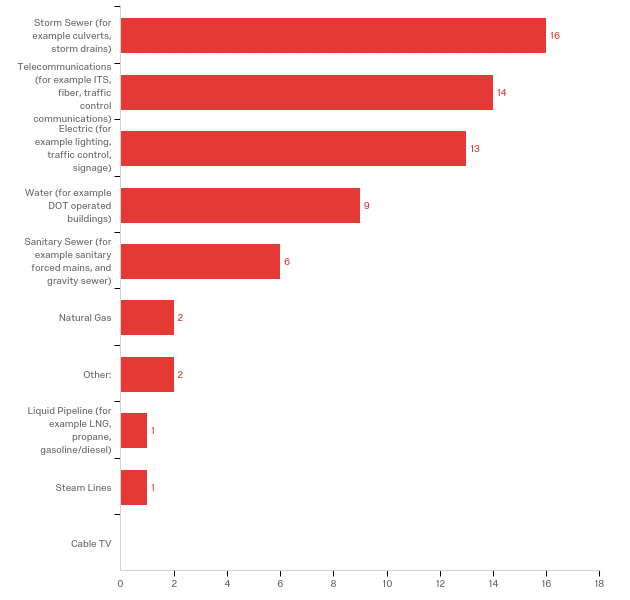 Storm Sewer (for
example culverts,
storm drains)
16
Telecommunications
(for example ITS,
fiber, traffic
control
communications)
14
Electric (for
example lighting,
traffic control,
signage)
13
Water (for example
DOT operated
buildings)
9
Sanitary Sewer (for
example sanitary
forced mains, and
gravity sewer)
6
Natural Gas
2
Other:
2
Liquid Pipeline (for
example LNG,
propane,
gasoline/diesel)
1
Steam Lines
1
Cable TV
0 2 4 6 8 10 12 14 16 18